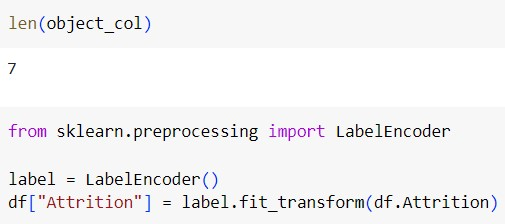 len(object_col)
7
from sklearn.preprocessing import LabelEncoder
label = LabelEncoder()
df["Attrition"] = label.fit_transform(df.Attrition)